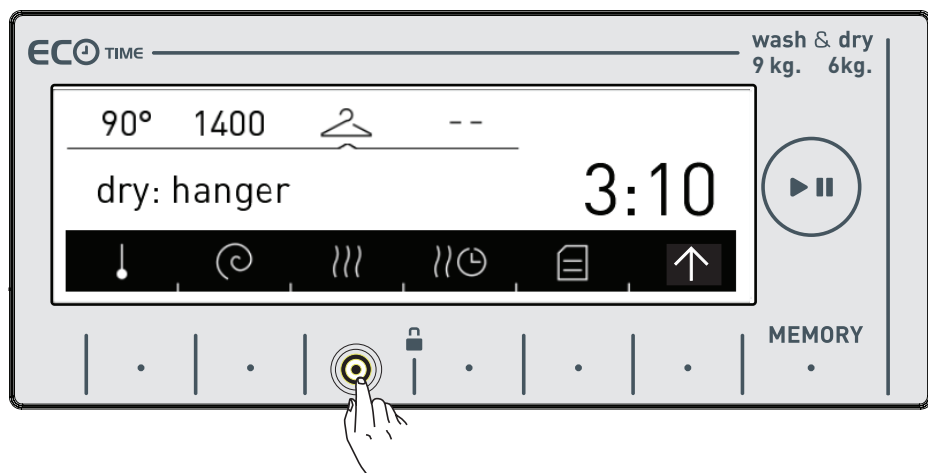 ECO TIME
wash & dry
9 kg. 6kg.
90° 1400 --
dry: hanger 3:10
MEMORY